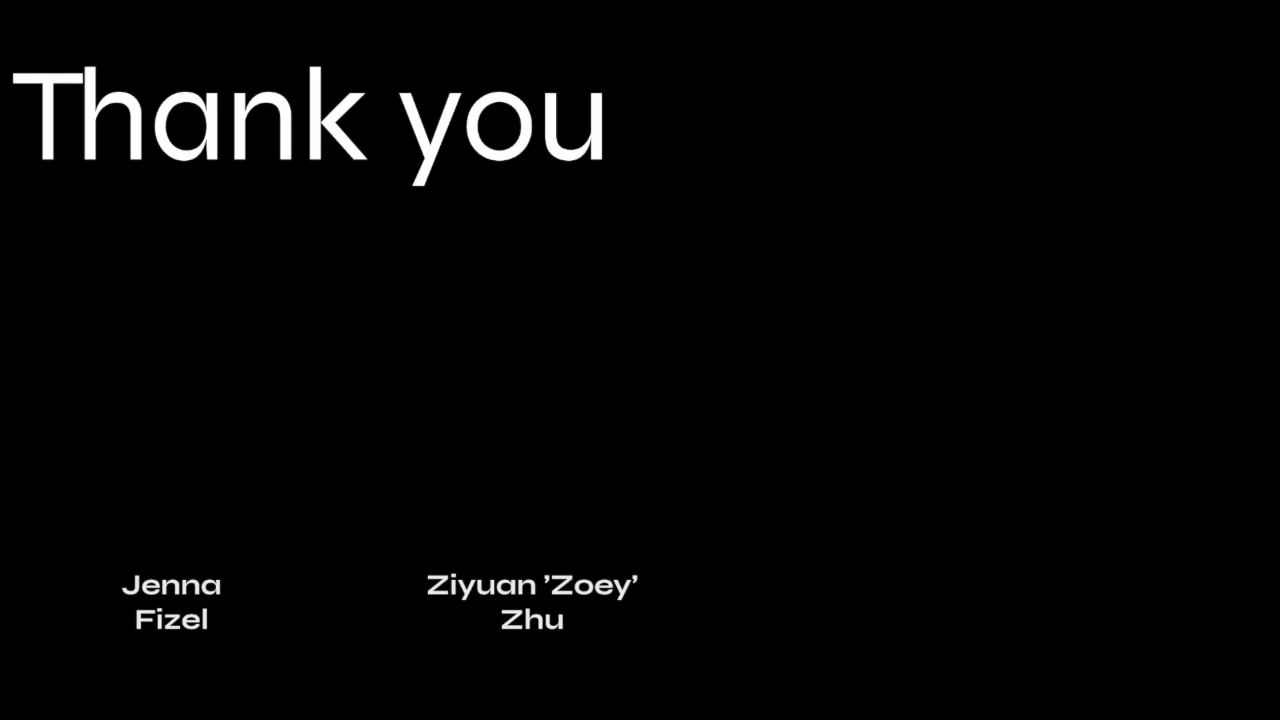 Thank you
Jenna
Fizel
Ziyuan ’Zoey’
Zhu